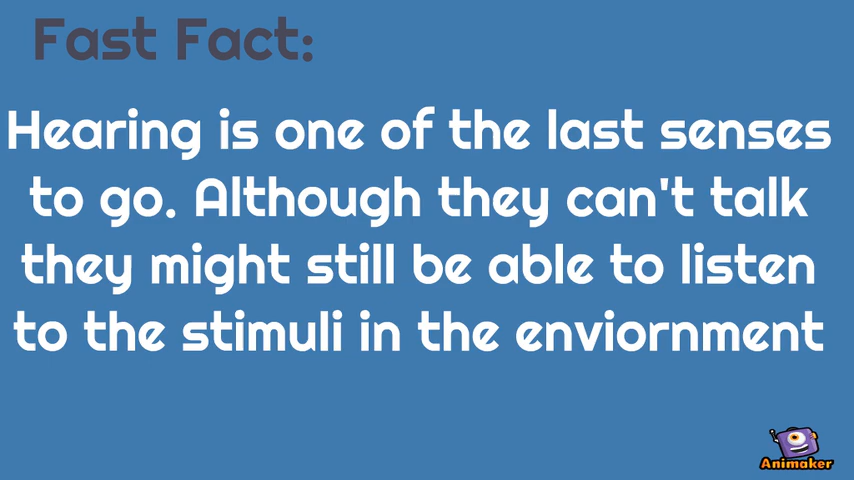 Fast Fact:
Hearing is one of the last senses
to go. Although they can't talk
they might still be able to listen
to the stimuli in the enviornment
Animaker